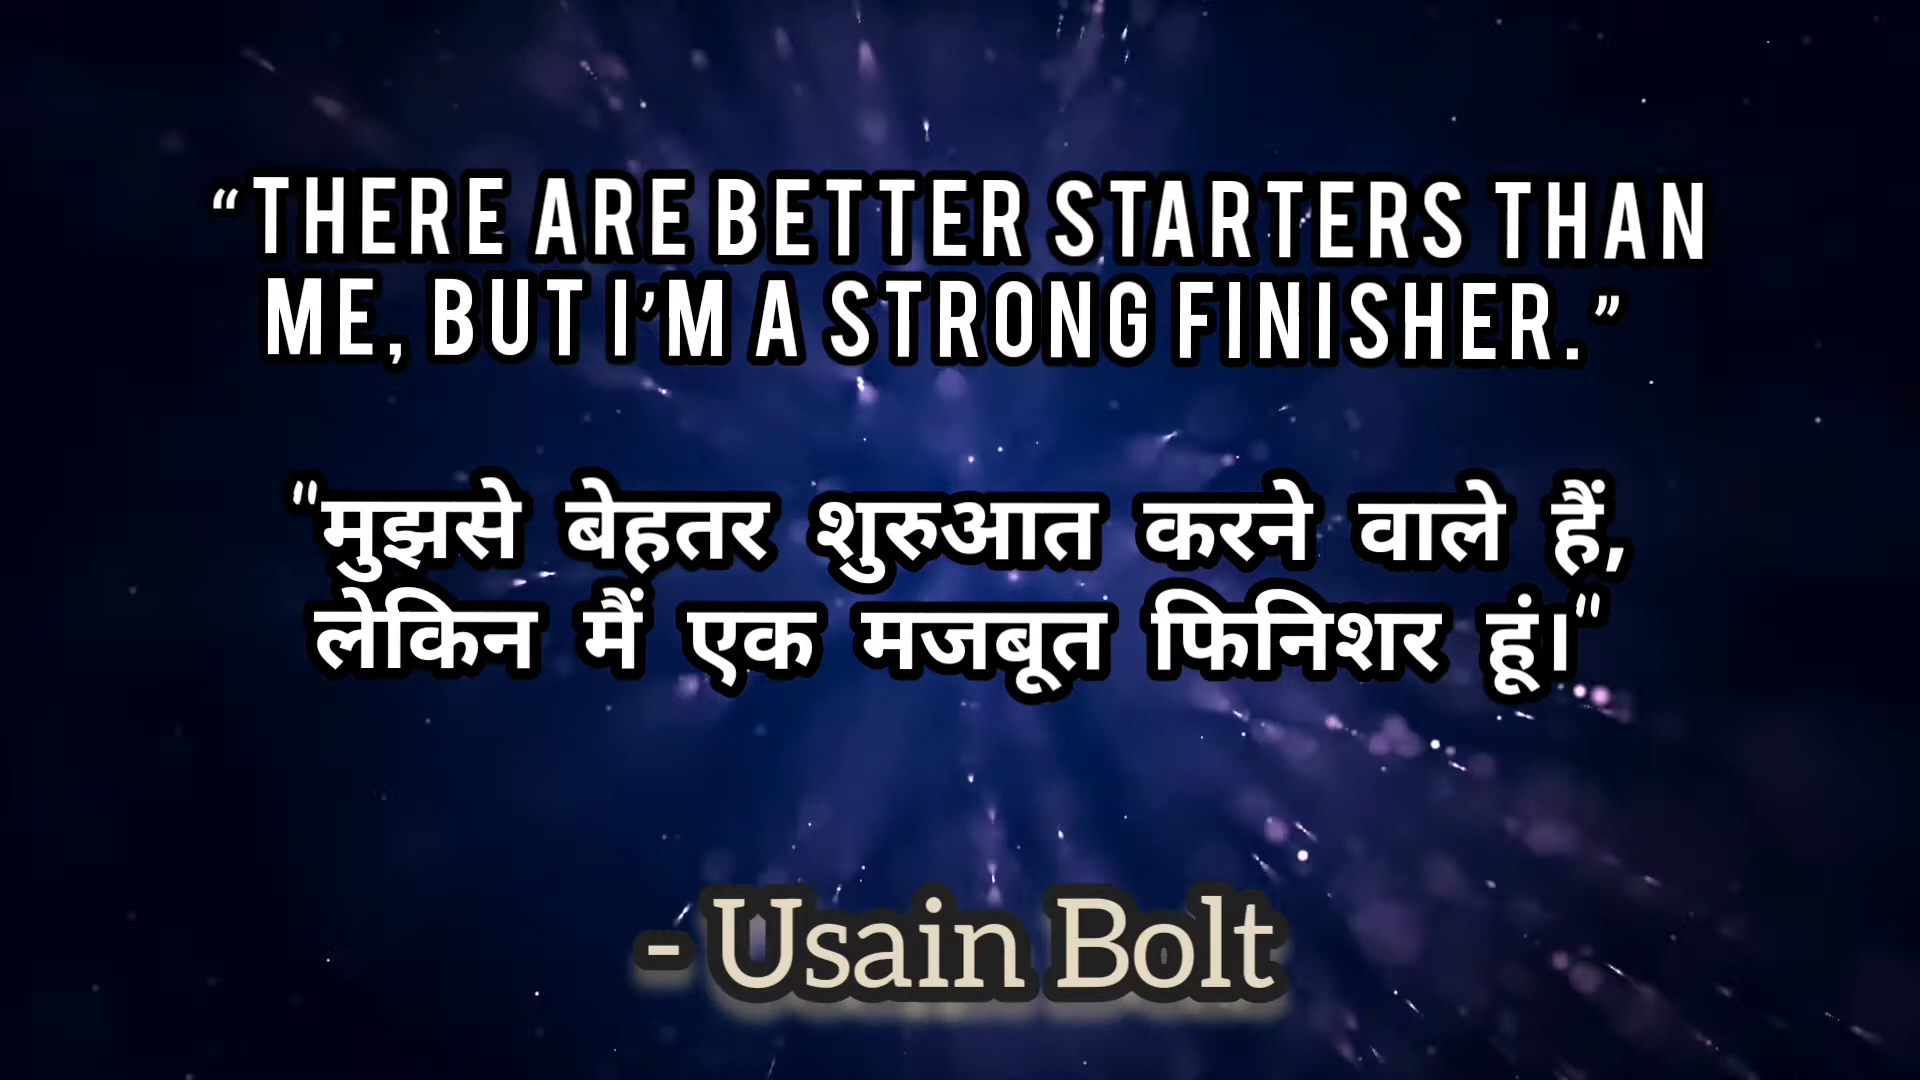 “THERE ARE BETTER STARTERS THAN
ME, BUT I’M A STRONG FINISHER.”
"मुझसे बेहतर शुरुआत करने वाले हैं,
लेकिन मैं एक मजबूत फिनिशर हूं।"
- Usain Bolt